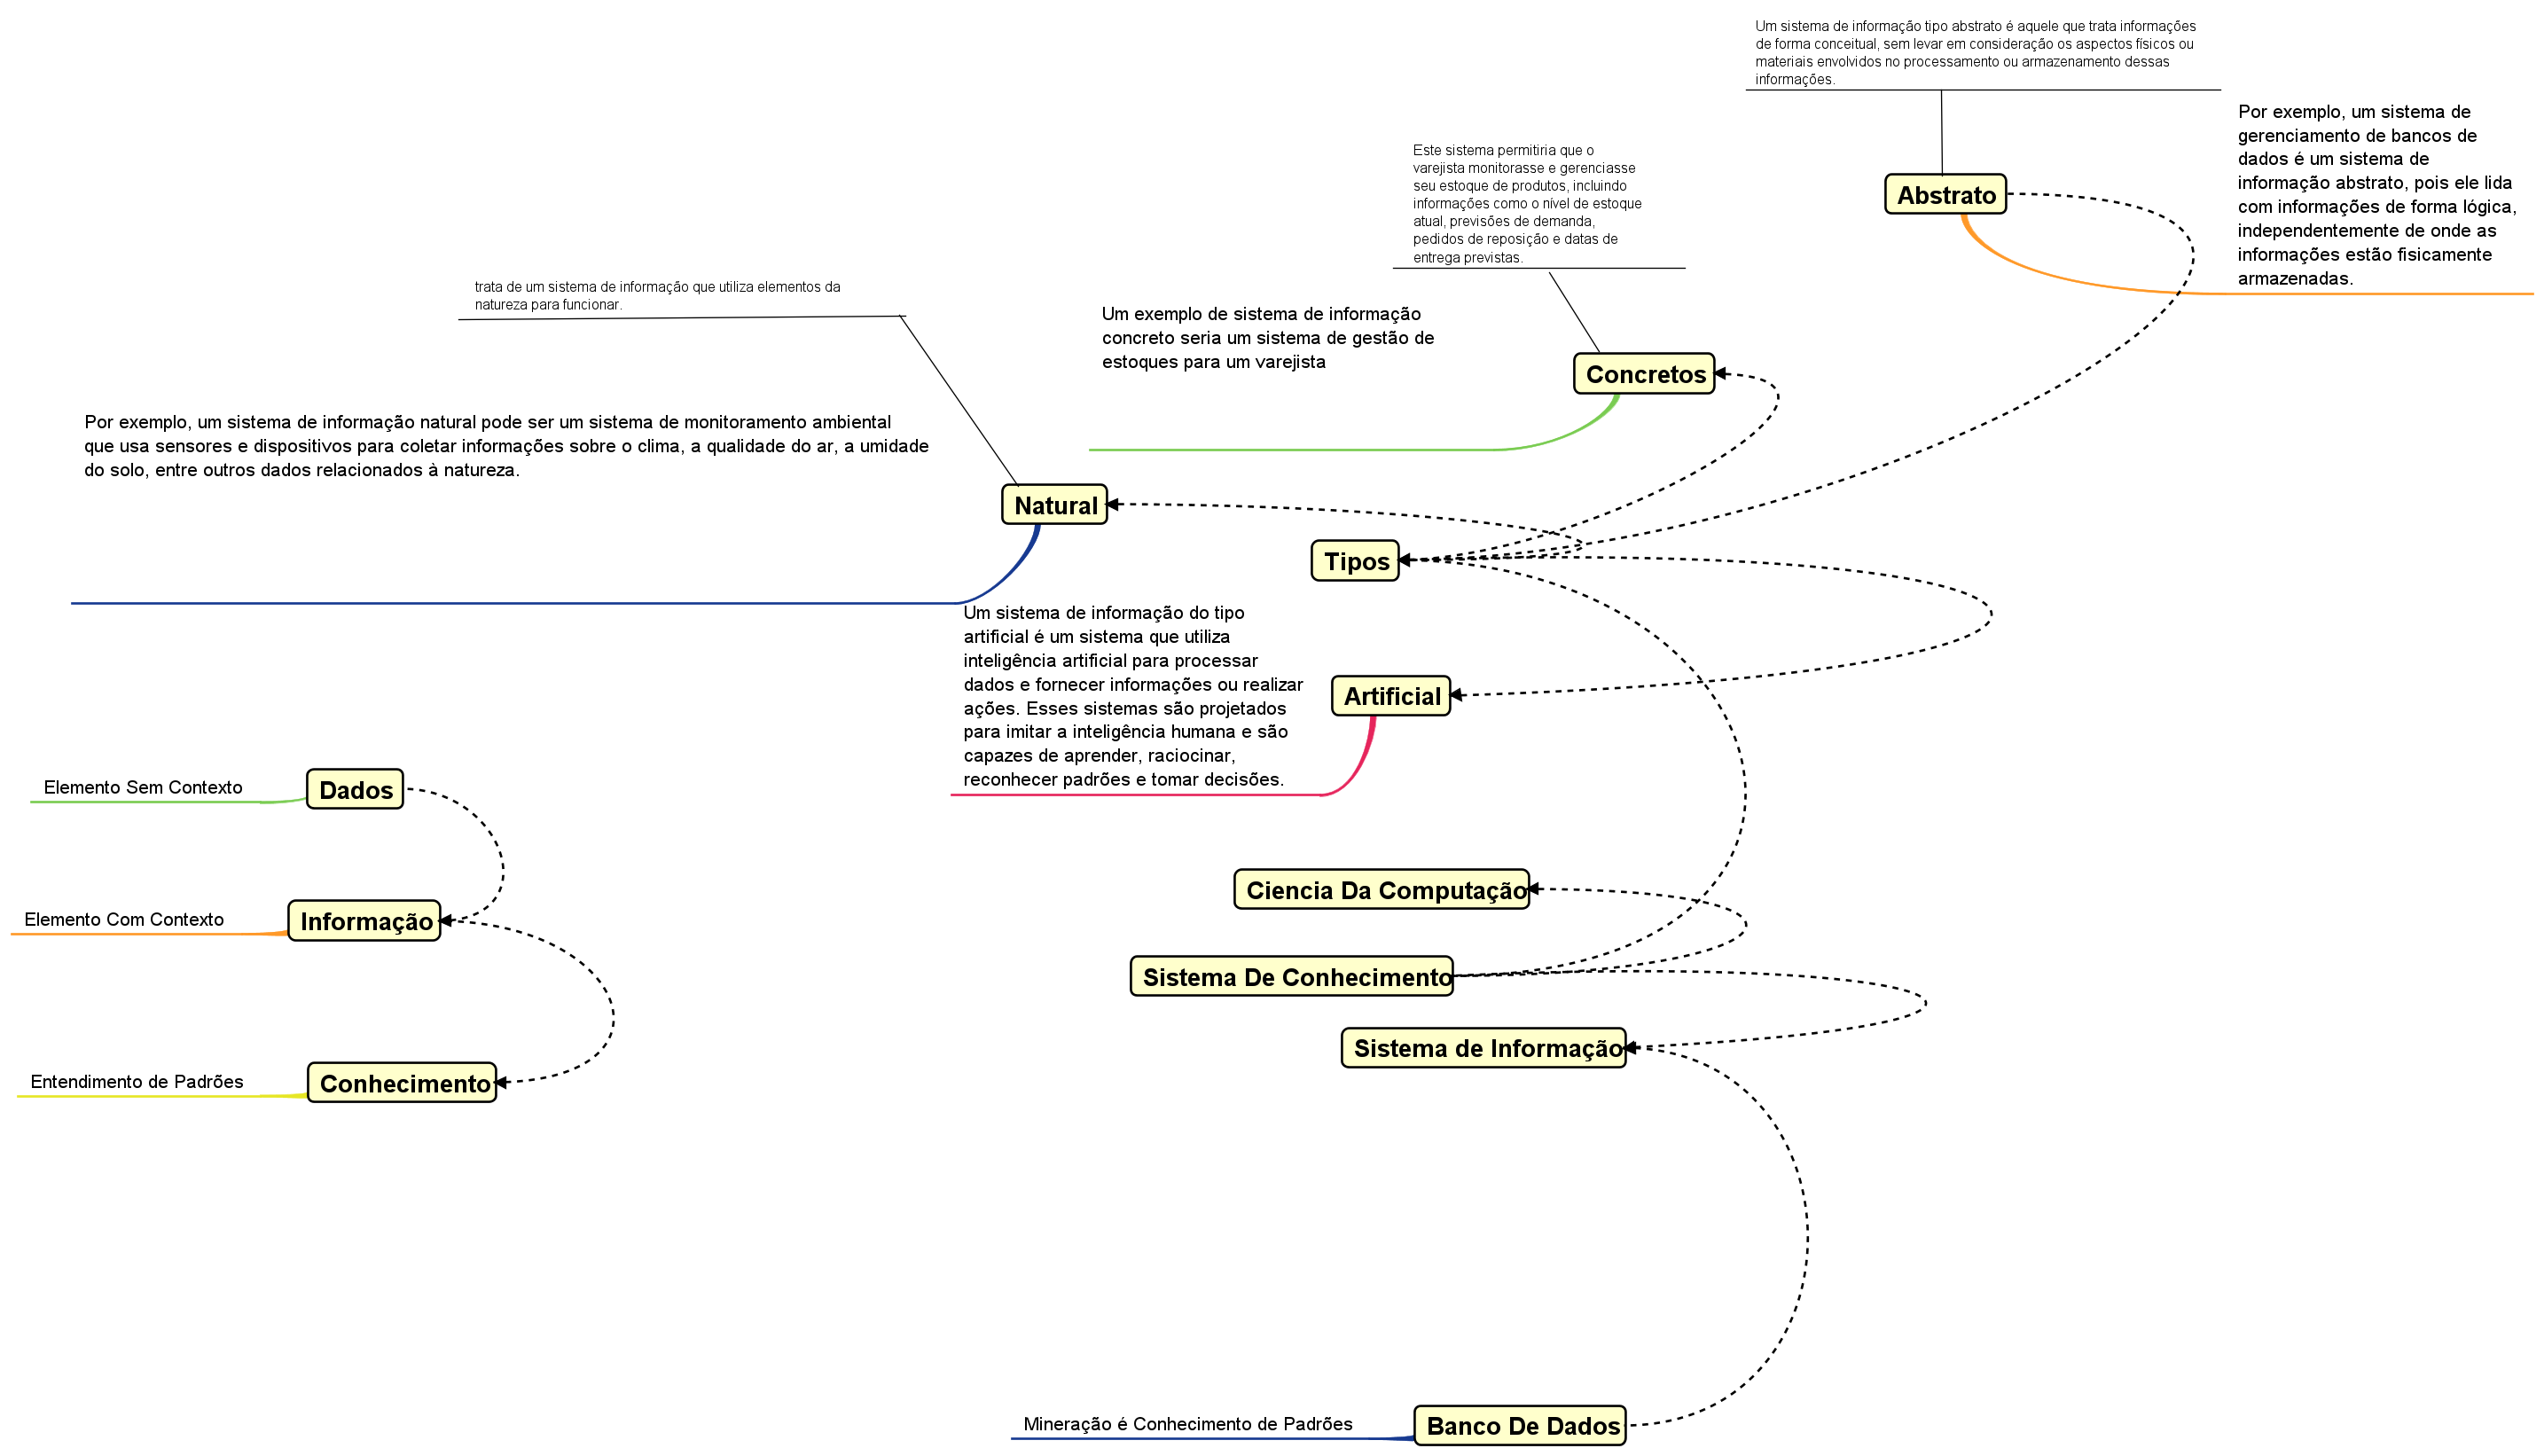 Um sistema de informação tipo abstrato é aquele que trata informações
de forma conceitual, sem levar em consideração os aspectos físicos ou
materiais envolvidos no processamento ou armazenamento dessas
informações.
Por exemplo, um sistema de
gerenciamento de bancos de
dados é um sistema de
informação abstrato, pois ele lida
com informações de forma lógica,
independentemente de onde as
informações estão fisicamente
armazenadas.
Abstrato
Este sistema permitiria que o
varejista monitorasse e gerenciasse
seu estoque de produtos, incluindo
informações como o nível de estoque
atual, previsões de demanda,
pedidos de reposição e datas de
entrega previstas.
trata de um sistema de informação que utiliza elementos da
natureza para funcionar.
Um exemplo de sistema de informação
concreto seria um sistema de gestão de
estoques para um varejista
Concretos
Por exemplo, um sistema de informação natural pode ser um sistema de monitoramento ambiental
que usa sensores e dispositivos para coletar informações sobre o clima, a qualidade do ar, a umidade
do solo, entre outros dados relacionados à natureza.
Natural
Tipos
Um sistema de informação do tipo
artificial é um sistema que utiliza
inteligência artificial para processar
dados e fornecer informações ou realizar
ações. Esses sistemas são projetados
para imitar a inteligência humana e são
capazes de aprender, raciocinar,
reconhecer padrões e tomar decisões.
Artificial
Elemento Sem Contexto
Dados
Ciencia Da Computação
Elemento Com Contexto
Informação
Sistema De Conhecimento
Sistema de Informação
Entendimento de Padrões
Conhecimento
Mineração é Conhecimento de Padrões
Banco De Dados